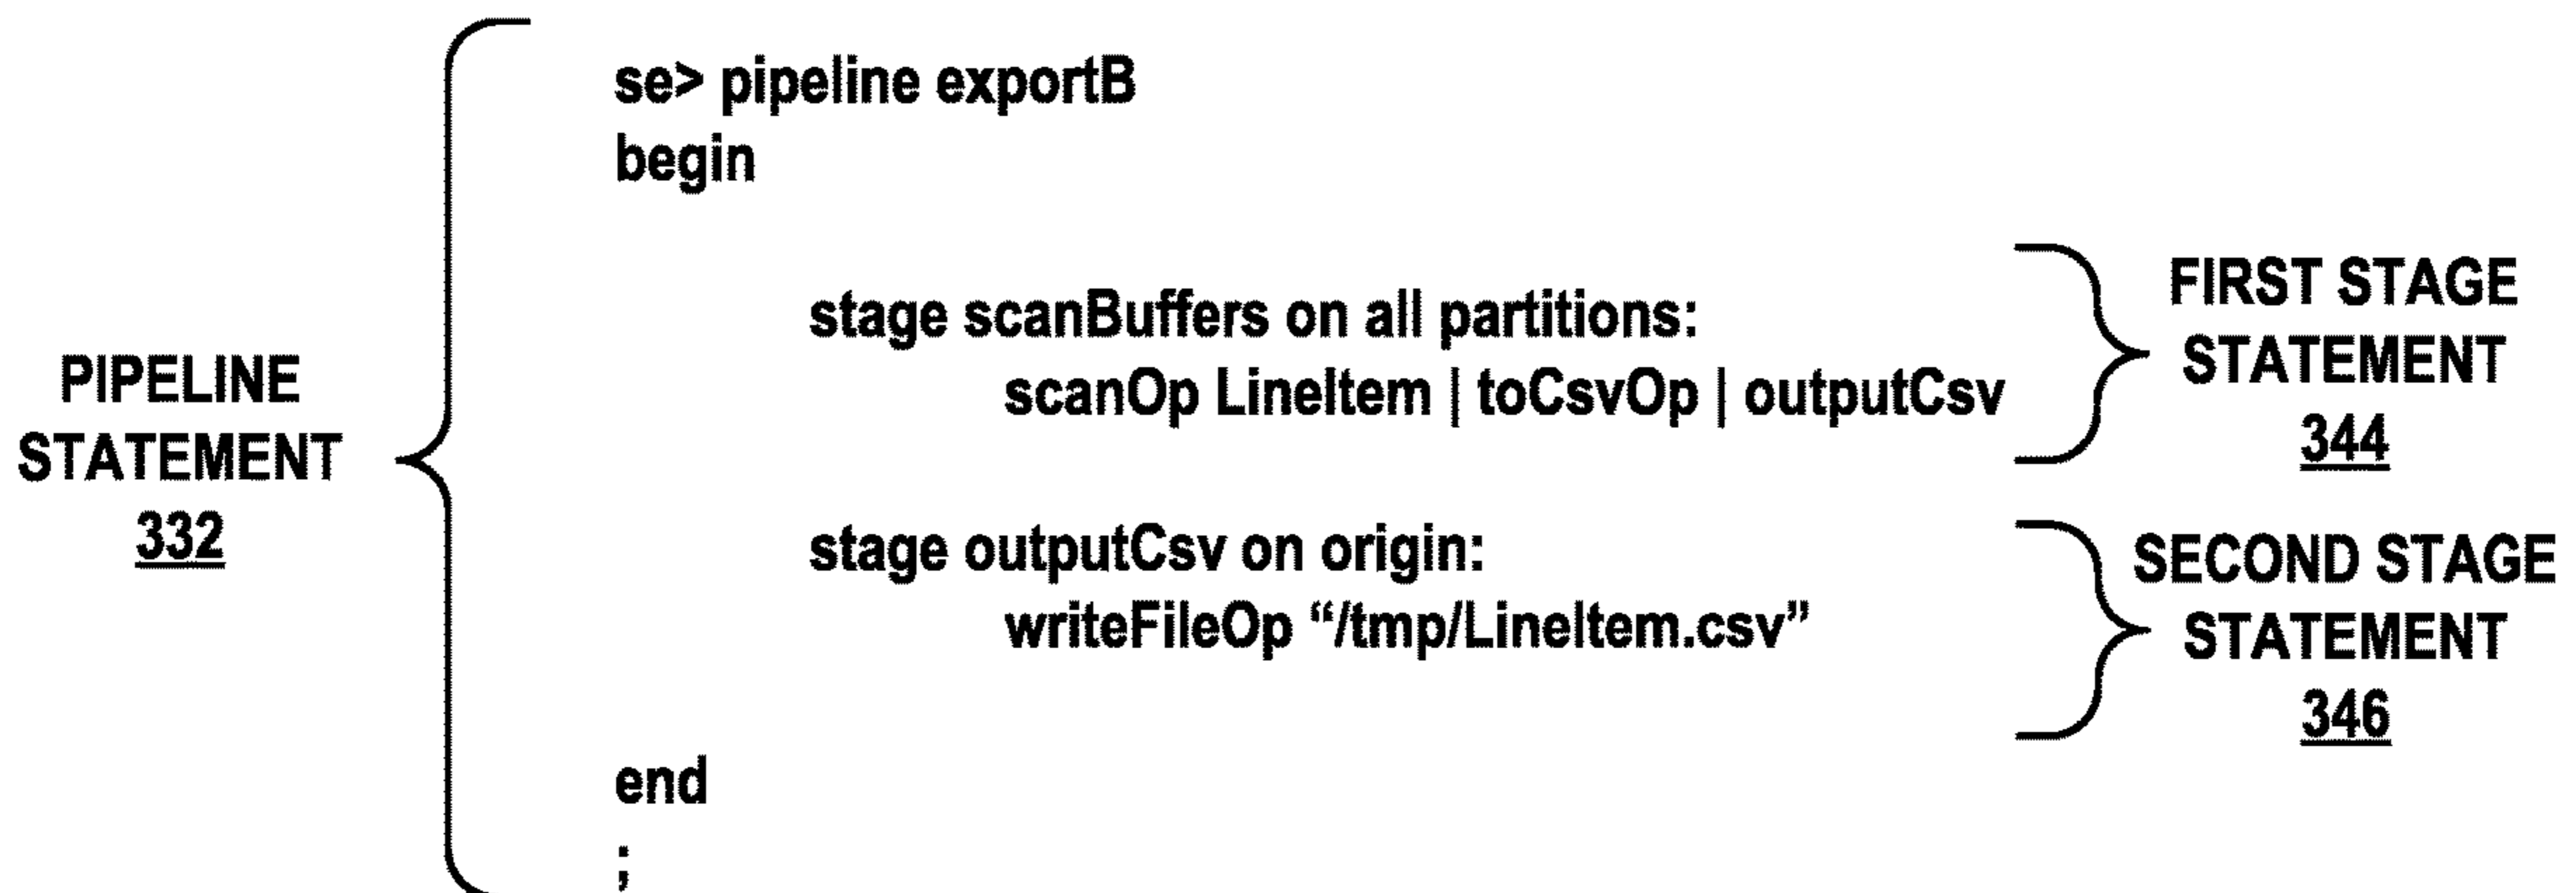 PIPELINE
STATEMENT
332
se> pipeline exportB
begin
stage scanBuffers on all partitions:
scanOp LineItem | toCsvOp | outputCsv
stage outputCsv on origin:
writeFileOp “/tmp/LineItem.csv”
end
;
FIRST STAGE
STATEMENT
344
SECOND STAGE
STATEMENT
346